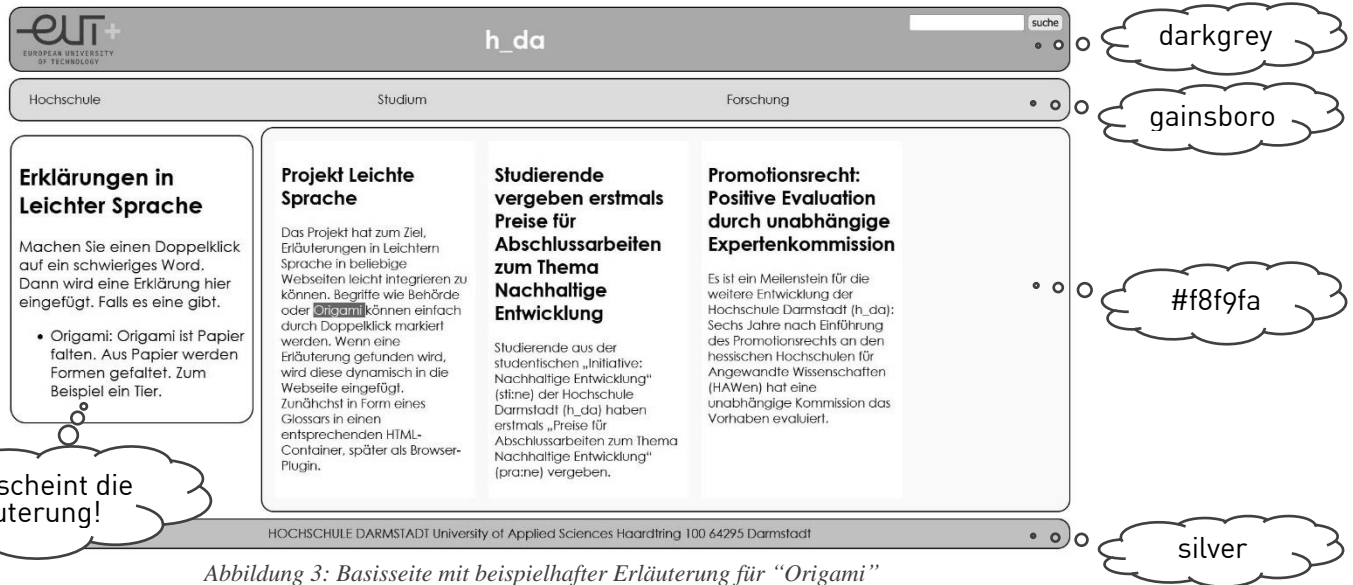 eut+
EUROPEAN UNIVERSITY
OF TECHNOLOGY
h_da
suche
darkgrey
Hochschule Studium Forschung
gainsboro
Erklärungen in
Leichter Sprache
Machen Sie einen Doppelklick
auf ein schwieriges Word.
Dann wird eine Erklärung hier
eingefügt. Falls es eine gibt.
• Origami: Origami ist Papier
falten. Aus Papier werden
Formen gefaltet. Zum
Beispiel ein Tier.
scheint die
uterung!
Projekt Leichte
Sprache
Das Projekt hat zum Ziel,
Erläuterungen in Leichtern
Sprache in beliebige
Webseiten leicht integrieren zu
können. Begriffe wie Behörde
oder Origami können einfach
durch Doppelklick markiert
werden. Wenn eine
Erläuterung gefunden wird,
wird diese dynamisch in die
Webseite eingefügt.
Zunähchst in Form eines
Glossars in einen
entsprechenden HTML-
Container, später als Browser-
Plugin.
Studierende
vergeben erstmals
Preise für
Abschlussarbeiten
zum Thema
Nachhaltige
Entwicklung
Studierende aus der
studentischen „Initiative:
Nachhaltige Entwicklung“
(sti:ne) der Hochschule
Darmstadt (h_da) haben
erstmals „Preise für
Abschlussarbeiten zum Thema
Nachhaltige Entwicklung“
(pra:ne) vergeben.
Promotionsrecht:
Positive Evaluation
durch unabhängige
Expertenkommission
Es ist ein Meilenstein für die
weitere Entwicklung der
Hochschule Darmstadt (h_da):
Sechs Jahre nach Einführung
des Promotionsrechts an den
hessischen Hochschulen für
Angewandte Wissenschaften
(HAWen) hat eine
unabhängige Kommission das
Vorhaben evaluiert.
#f8f9fa
HOCHSCHULE DARMSTADT University of Applied Sciences Haardtring 100 64295 Darmstadt
silver
Abbildung 3: Basisseite mit beispielhafter Erläuterung für “Origami”